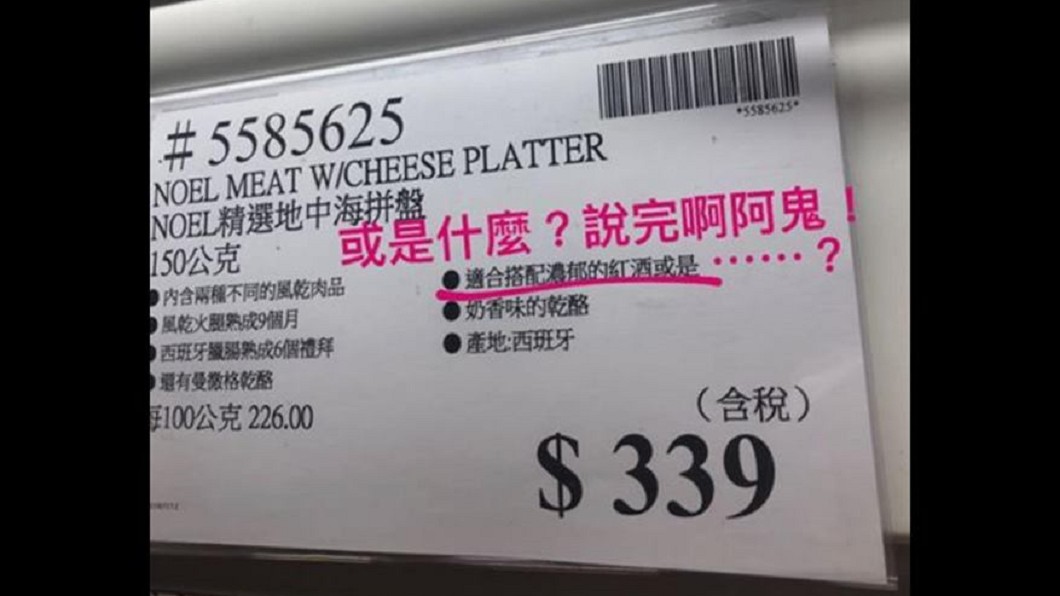 *5585625*
#5585625
NOEL MEAT W/CHEESE PLATTER
NOEL精選地中海拼盤
150公克
或是什麼？說完啊阿鬼！
●內含兩種不同的風乾肉品
●風乾火腿熟成9個月
●西班牙臘腸熟成6個禮拜
●還有曼徹格乾酪
每100公克 226.00
●適合搭配濃郁的紅酒或是 ……？
●奶香味的乾酪
●產地:西班牙
（含稅）
$339